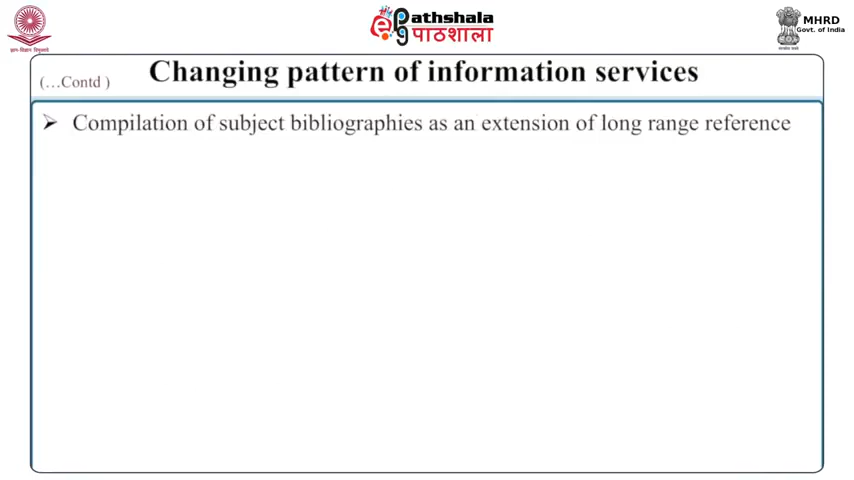 ePathshala
पाठशाला
MHRD
Govt. of India
(...Contd )
Changing pattern of information services
➢ Compilation of subject bibliographies as an extension of long range reference